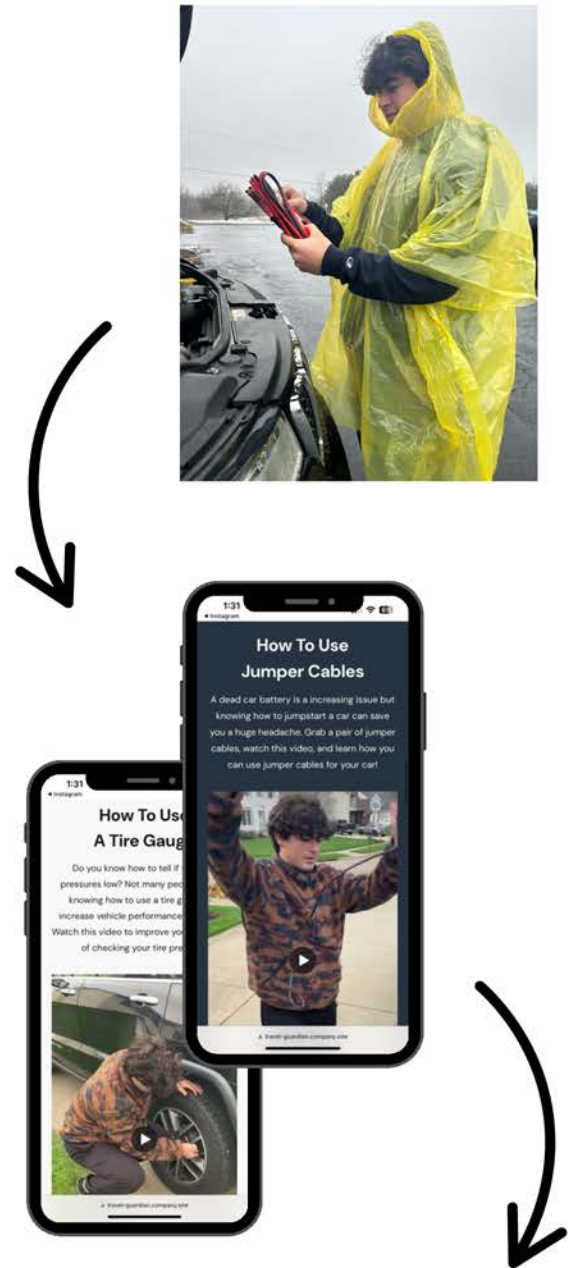 1:31
◄ Instagram
How To Use
Jumper Cables
A dead car battery is a increasing issue but
knowing how to jumpstart a car can save
you a huge headache. Grab a pair of jumper
cables, watch this video, and learn how you
can use jumper cables for your car!
travel-guardian.company.site
1:31
◄ Instagram
How To Us
A Tire Gaug
Do you know how to tell if
pressures low? Not many peo
knowing how to use a tire g
increase vehicle performance
Watch this video to improve yo
of checking your tire pre
travel-guardian.company.site